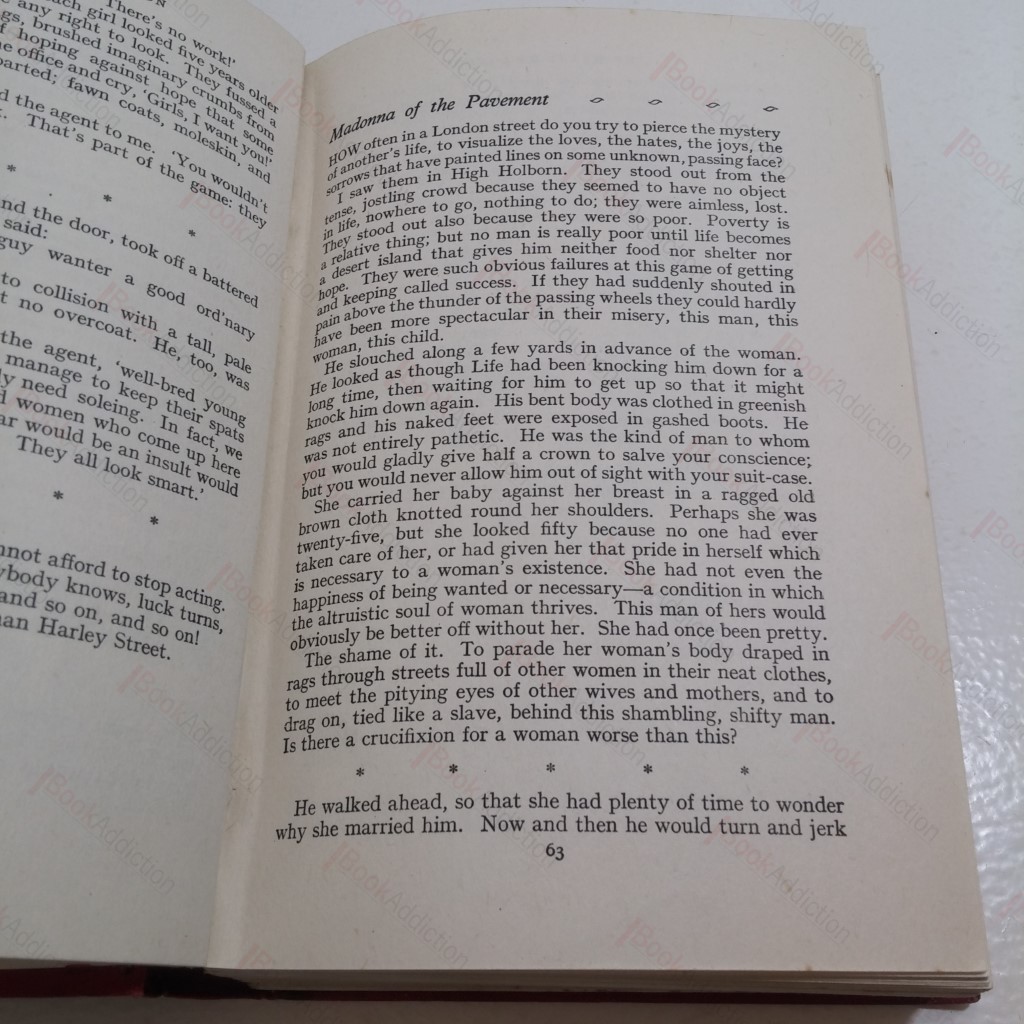 ON
There's no work!'
ach girl looked five years older
e any right to look. They fussed a
gs, brushed imaginary crumbs from
f hoping against hope that some
e office and cry, 'Girls, I want you!'
parted; fawn coats, moleskin, and
d the agent to me. 'You wouldn't
. That's part of the game: they
* * *
nd the door, took off a battered
said:
guy wanter a good ord'nary
to collision with a tall, pale
t no overcoat. He, too, was
the agent, 'well-bred young
manage to keep their spats
ly need soleing. In fact, we
d women who come up here
ar would be an insult would
They all look smart.'
* *
nnot afford to stop acting.
ybody knows, luck turns,
and so on, and so on!
han Harley Street.
Madonna of the Pavement
HOW often in a London street do you try to pierce the mystery
of another's life, to visualize the loves, the hates, the joys, the
sorrows that have painted lines on some unknown, passing face?
I saw them in High Holborn. They stood out from the
tense, jostling crowd because they seemed to have no object
in life, nowhere to go, nothing to do; they were aimless, lost.
They stood out also because they were so poor. Poverty is
a relative thing; but no man is really poor until life becomes
a desert island that gives him neither food nor shelter nor
hope. They were such obvious failures at this game of getting
and keeping called success. If they had suddenly shouted in
pain above the thunder of the passing wheels they could hardly
have been more spectacular in their misery, this man, this
woman, this child.
He slouched along a few yards in advance of the woman.
He looked as though Life had been knocking him down for a
long time, then waiting for him to get up so that it might
knock him down again. His bent body was clothed in greenish
rags and his naked feet were exposed in gashed boots. He
was not entirely pathetic. He was the kind of man to whom
you would gladly give half a crown to salve your conscience;
but you would never allow him out of sight with your suit-case.
She carried her baby against her breast in a ragged old
brown cloth knotted round her shoulders. Perhaps she was
twenty-five, but she looked fifty because no one had ever
taken care of her, or had given her that pride in herself which
is necessary to a woman's existence. She had not even the
happiness of being wanted or necessary—a condition in which
the altruistic soul of woman thrives. This man of hers would
obviously be better off without her. She had once been pretty.
The shame of it. To parade her woman's body draped in
rags through streets full of other women in their neat clothes,
to meet the pitying eyes of other wives and mothers, and to
drag on, tied like a slave, behind this shambling, shifty man.
Is there a crucifixion for a woman worse than this?
* * * * *
He walked ahead, so that she had plenty of time to wonder
why she married him. Now and then he would turn and jerk
63